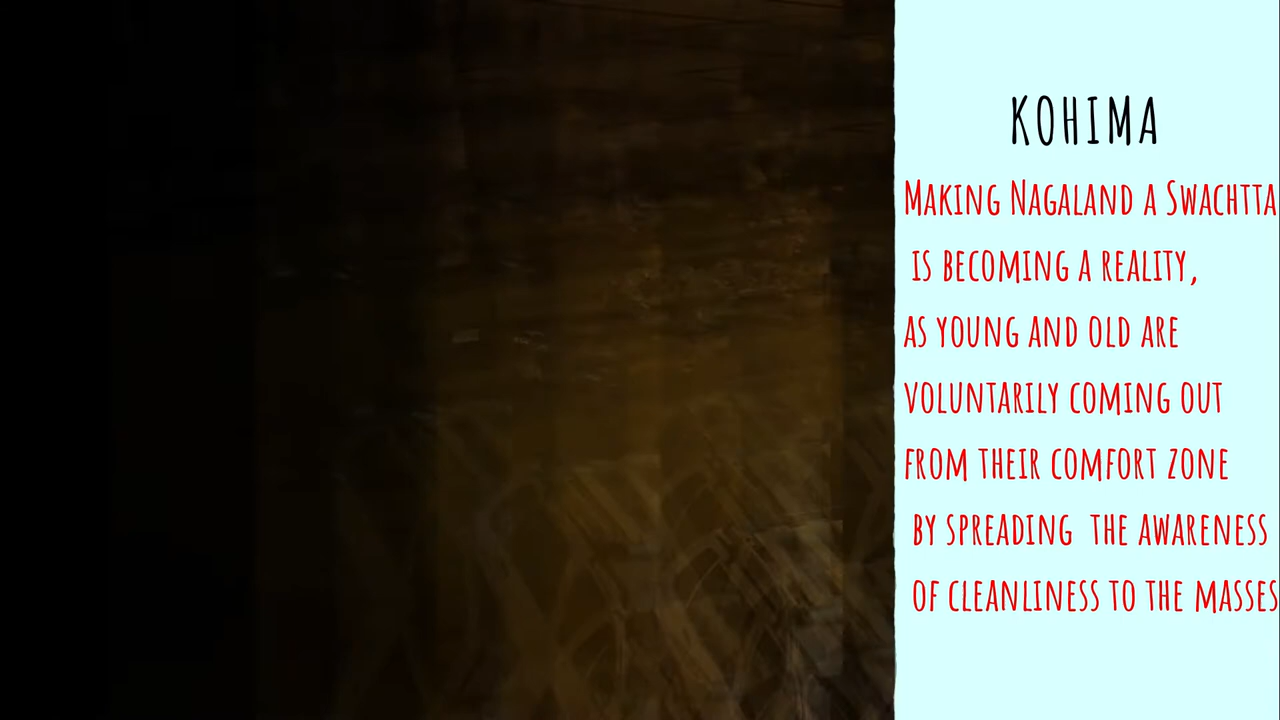 KOHIMA
MAKING NAGALAND A SWACHTTA
IS BECOMING A REALITY,
AS YOUNG AND OLD ARE
VOLUNTARILY COMING OUT
FROM THEIR COMFORT ZONE
BY SPREADING THE AWARENESS
OF CLEANLINESS TO THE MASSES